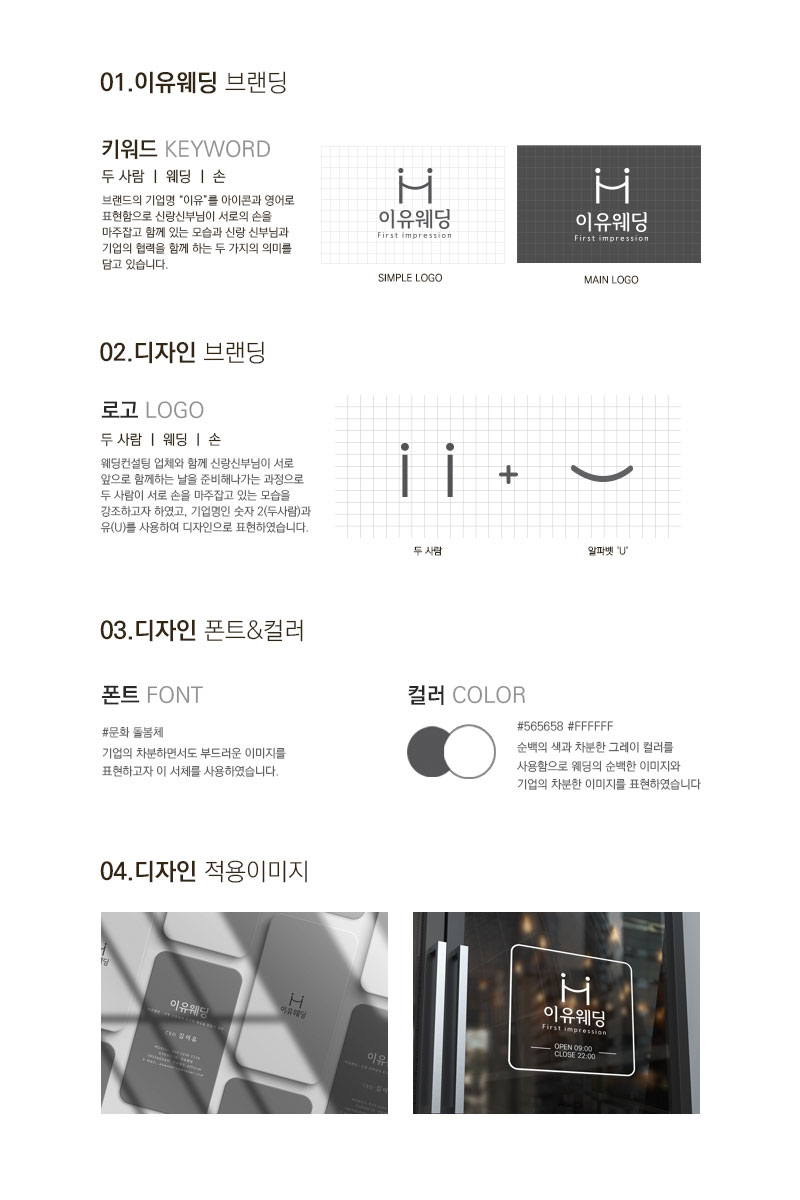 01.이유웨딩 브랜딩
키워드 KEYWORD
두 사람 | 웨딩 | 손
브랜드의 기업명 "이유"를 아이콘과 영어로
표현함으로 신랑신부님이 서로의 손을
마주잡고 함께 있는 모습과 신랑 신부님과
기업의 협력을 함께 하는 두 가지의 의미를
담고 있습니다.
이유웨딩
First impression
SIMPLE LOGO
이유웨딩
First impression
MAIN LOGO
02.디자인 브랜딩
로고 LOGO
두 사람 | 웨딩 | 손
웨딩컨설팅 업체와 함께 신랑신부님이 서로
앞으로 함께하는 날을 준비해나가는 과정으로
두 사람이 서로 손을 마주잡고 있는 모습을
강조하고자 하였고, 기업명인 숫자 2(두사람)과
유(U)를 사용하여 디자인으로 표현하였습니다.
+
두 사람
알파벳 'U'
03.디자인 폰트&컬러
폰트 FONT
#문화 돌봄체
기업의 차분하면서도 부드러운 이미지를
표현하고자 이 서체를 사용하였습니다.
컬러 COLOR
#565658 #FFFFFF
순백의 색과 차분한 그레이 컬러를
사용함으로 웨딩의 순백한 이미지와
기업의 차분한 이미지를 표현하였습니다
04.디자인 적용이미지
이유웨딩
CEO 김이유
이유웨딩
이유웨딩
First impression
OPEN 09:00
CLOSE 22:00